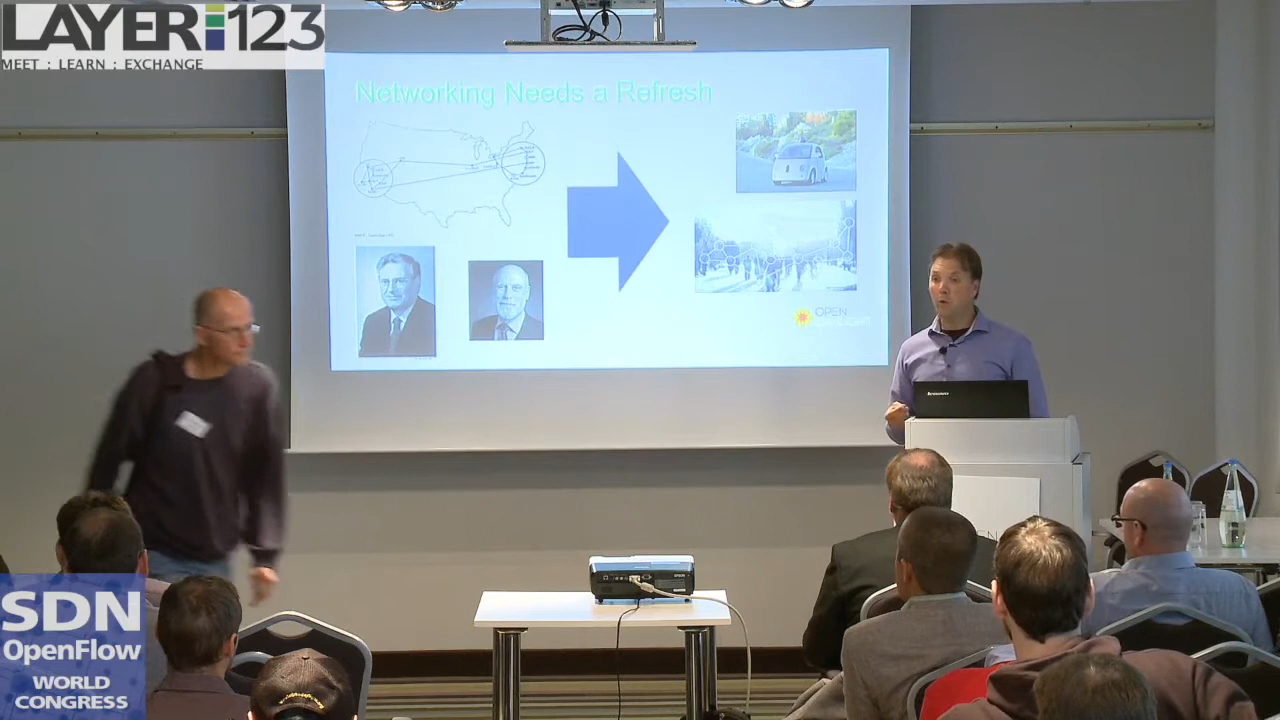 LAYER123
MEET : LEARN : EXCHANGE
Networking Needs a Refresh
OPEN
SDN
OpenFlow
WORLD
CONGRESS